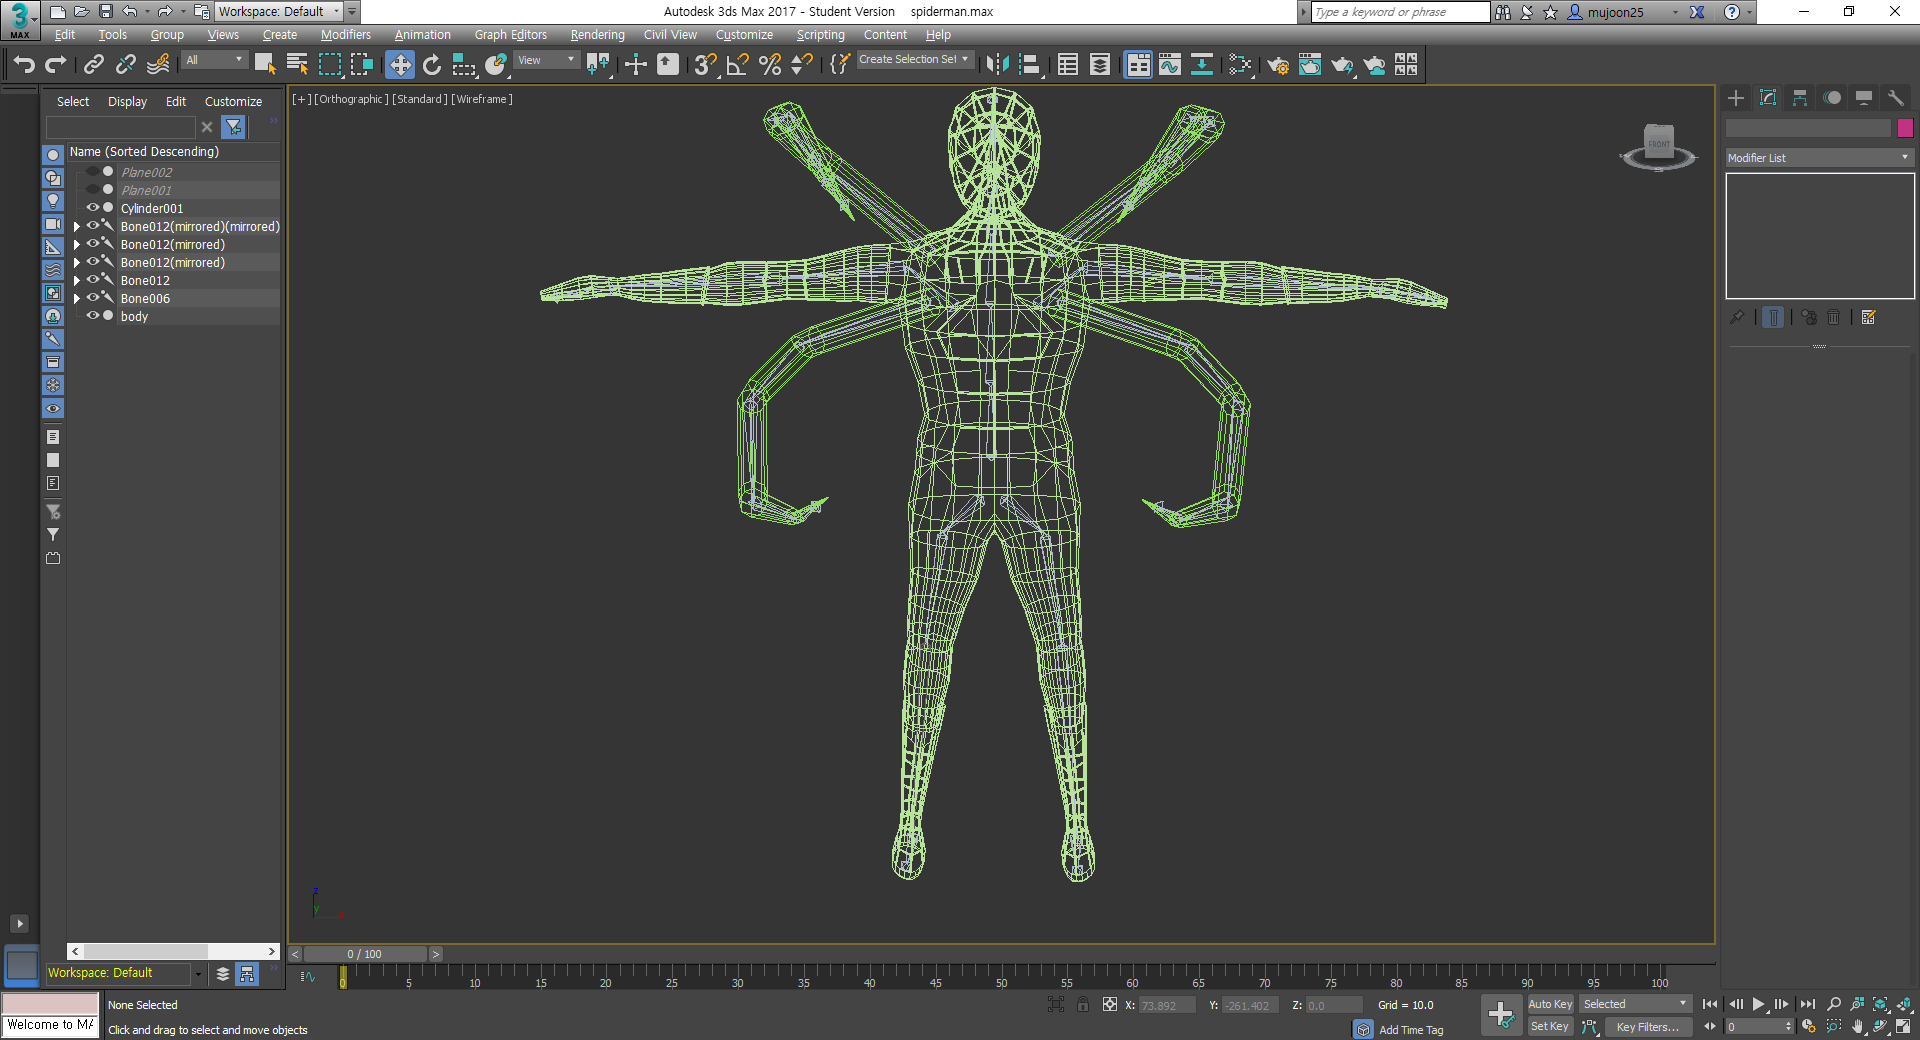 3 MAX
Workspace: Default
Autodesk 3ds Max 2017 - Student Version spiderman.max
Type a keyword or phrase
mujoon25
Edit Tools Group Views Create Modifiers Animation Graph Editors Rendering Civil View Customize Scripting Content Help
All
View
Create Selection Set
Select Display Edit Customize
[+] [Orthographic ] [Standard ] [Wireframe ]
FRONT
Name (Sorted Descending)
Plane002
Plane001
Cylinder001
Bone012(mirrored)(mirrored)
Bone012(mirrored)
Bone012(mirrored)
Bone012
Bone006
body
Modifier List
z
y
0 / 100
Workspace: Default
0 5 10 15 20 25 30 35 40 45 50 55 60 65 70 75 80 85 90 95 100
None Selected
X: 73.892 Y: -261.402 Z: 0.0 Grid = 10.0
Auto Key Selected
Welcome to MA
Click and drag to select and move objects
Add Time Tag
Set Key Key Filters...
0